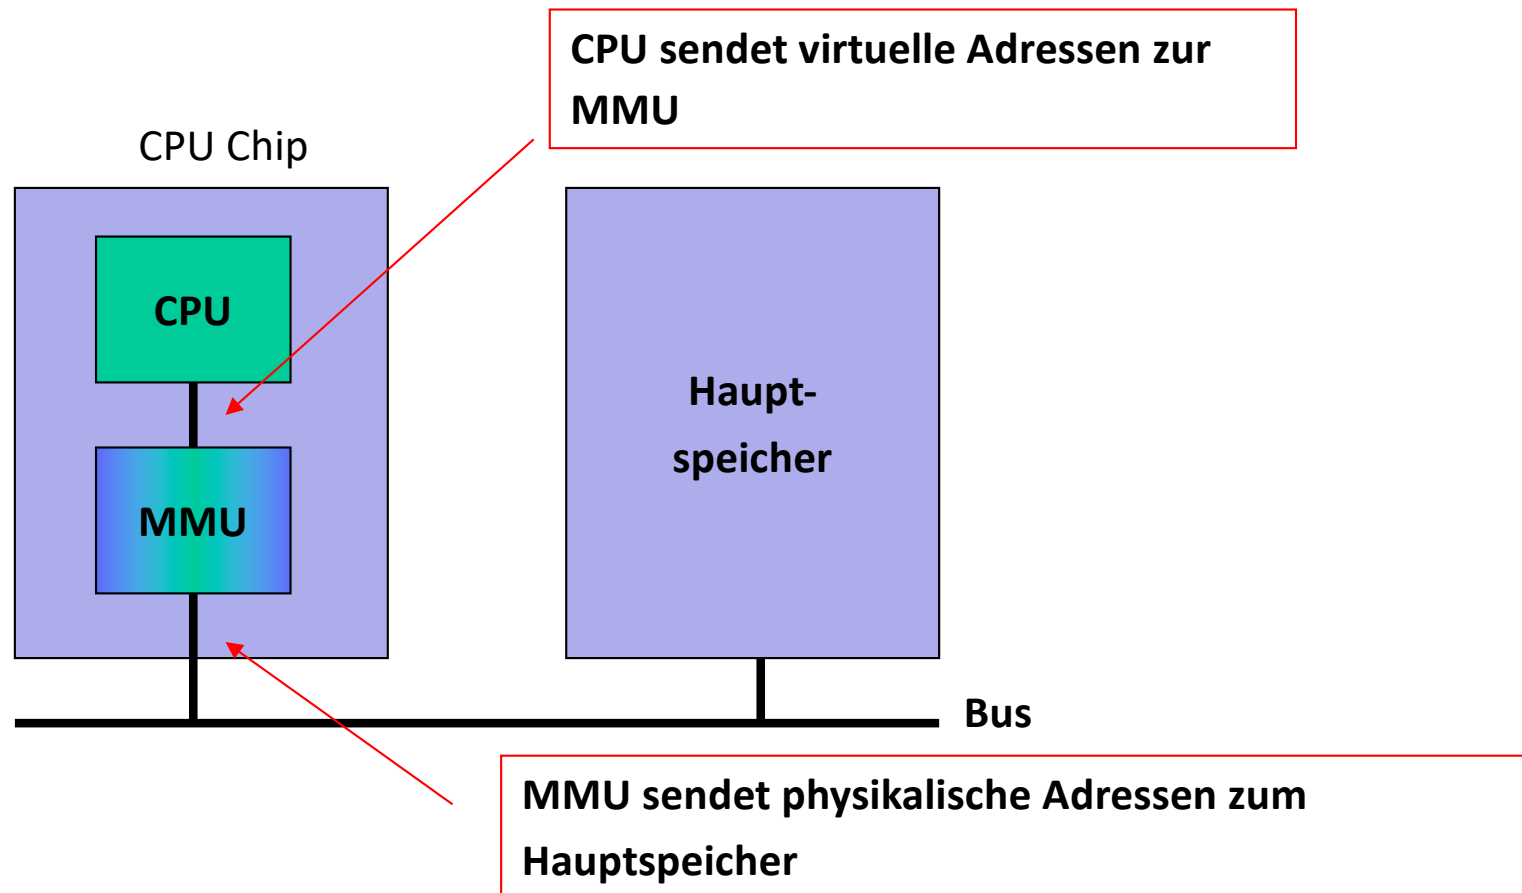 CPU sendet virtuelle Adressen zur
MMU
CPU Chip
CPU
MMU
Haupt-
speicher
Bus
MMU sendet physikalische Adressen zum
Hauptspeicher